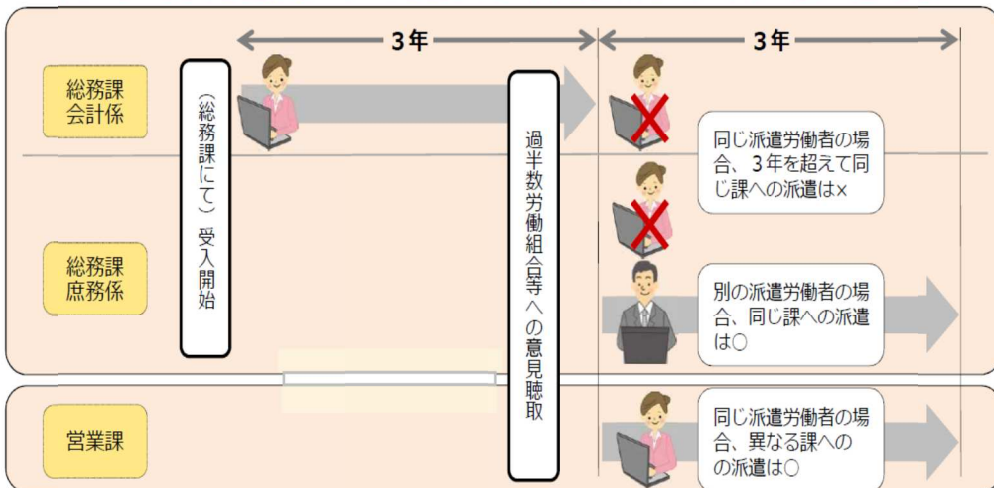 3年
3年
総務課
会計係
（総務課にて）受入開始
過半数労働組合等への意見聴取
同じ派遣労働者の場
合、３年を超えて同
じ課への派遣は×
総務課
庶務係
別の派遣労働者の場
合、同じ課への派遣
は○
営業課
同じ派遣労働者の場
合、異なる課への
の派遣は○